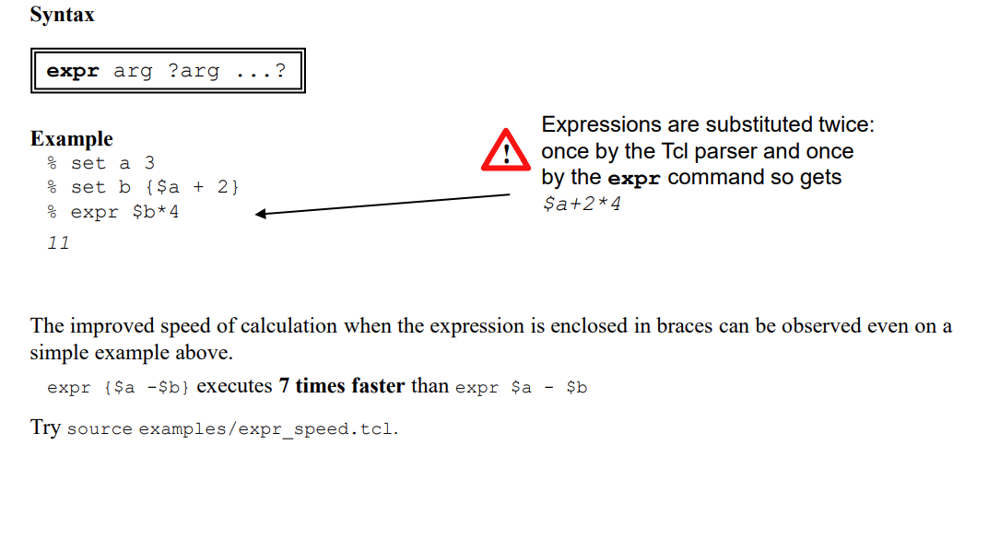 Syntax
expr arg ?arg ...?
Example
% set a 3
% set b {$a + 2}
% expr $b*4
11
Expressions are substituted twice:
once by the Tcl parser and once
by the expr command so gets
$a+2*4
The improved speed of calculation when the expression is enclosed in braces can be observed even on a
simple example above.
expr {$a -$b} executes 7 times faster than expr $a - $b
Try source examples/expr_speed.tcl.